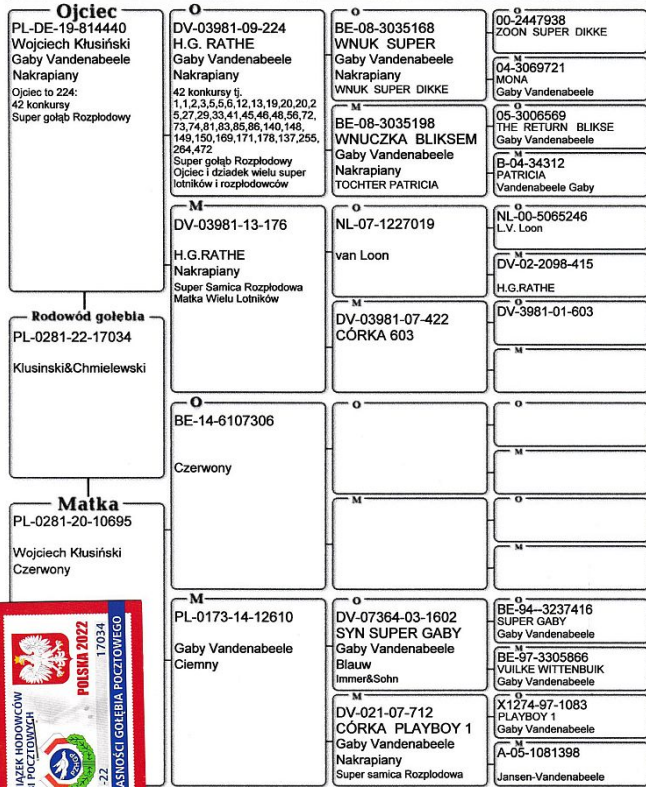 Ojciec
PL-DE-19-814440
Wojciech Kłusiński
Gaby Vandenabeele
Nakrapiany
Ojciec to 224:
42 konkursy
Super gołąb Rozpłodowy
Rodowód gołębia
PL-0281-22-17034
Klusinski&Chmielewski
Matka
PL-0281-20-10695
Wojciech Kłusiński
Czerwony
O
DV-03981-09-224
H.G. RATHE
Gaby Vandenabeele
Nakrapiany
42 konkursy tj.
1,1,2,3,5,5,6,12,13,19,20,20,2
5,27,29,33,41,45,46,48,56,72,
73,74,81,83,85,86,140,148,
149,150,169,171,178,137,255,
264,472
Super gołąb Rozpłodowy
Ojciec i dziadek wielu super
lotników i rozpłodowców
M
DV-03981-13-176
H.G.RATHE
Nakrapiany
Super Samica Rozpłodowa
Matka Wielu Lotników
O
BE-14-6107306
Czerwony
M
PL-0173-14-12610
Gaby Vandenabeele
Ciemny
O
BE-08-3035168
WNUK SUPER
Gaby Vandenabeele
Nakrapiany
WNUK SUPER DIKKE
M
BE-08-3035198
WNUCZKA BLIKSEM
Gaby Vandenabeele
Nakrapiany
TOCHTER PATRICIA
O
NL-07-1227019
van Loon
M
DV-03981-07-422
CÓRKA 603
O
M
O
DV-07364-03-1602
SYN SUPER GABY
Gaby Vandenabeele
Blauw
Immer&Sohn
M
DV-021-07-712
CÓRKA PLAYBOY 1
Gaby Vandenabeele
Nakrapiany
Super samica Rozpłodowa
O
00-2447938
ZOON SUPER DIKKE
M
04-3069721
MONA
Gaby Vandenabeele
O
05-3006569
THE RETURN BLIKSE
Gaby Vandenabeele
M
B-04-34312
PATRICIA
Vandenabeele Gaby
O
NL-00-5065246
L.V. Loon
M
DV-02-2098-415
H.G.RATHE
O
DV-3981-01-603
M
O
M
O
M
O
BE-94--3237416
SUPER GABY
Gaby Vandenabeele
M
BE-97-3305866
VUILKE WITTENBUIK
Gaby Vandenabeele
O
X1274-97-1083
PLAYBOY 1
Gaby Vandenabeele
M
A-05-1081398
Jansen-Vandenabeele
IĄZEK HODOWCÓW
POCZTOWYCH
POLSKA 2022
-22
17034
ASNOŚCI GOŁĘBIA POCZTOWEGO